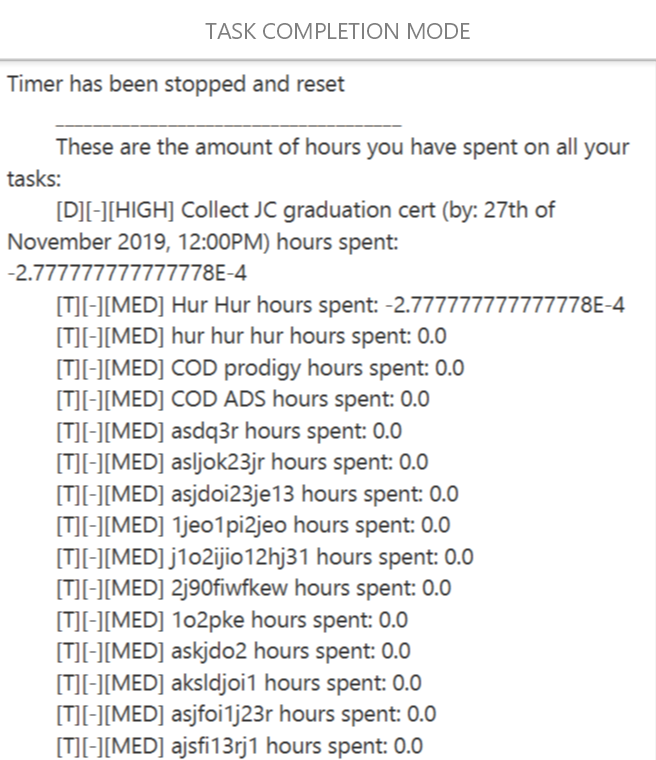 TASK COMPLETION MODE
Timer has been stopped and reset
____________________________________
These are the amount of hours you have spent on all your
tasks:
[D][-][HIGH] Collect JC graduation cert (by: 27th of
November 2019, 12:00PM) hours spent:
-2.777777777777778E-4
[T][-][MED] Hur Hur hours spent: -2.777777777777778E-4
[T][-][MED] hur hur hur hours spent: 0.0
[T][-][MED] COD prodigy hours spent: 0.0
[T][-][MED] COD ADS hours spent: 0.0
[T][-][MED] asdq3r hours spent: 0.0
[T][-][MED] asljok23jr hours spent: 0.0
[T][-][MED] asjdoi23je13 hours spent: 0.0
[T][-][MED] 1jeo1pi2jeo hours spent: 0.0
[T][-][MED] j1o2ijio12hj31 hours spent: 0.0
[T][-][MED] 2j90fiwfkew hours spent: 0.0
[T][-][MED] 1o2pke hours spent: 0.0
[T][-][MED] askjdo2 hours spent: 0.0
[T][-][MED] aksldjoi1 hours spent: 0.0
[T][-][MED] asjfoi1j23r hours spent: 0.0
[T][-][MED] ajsfi13rj1 hours spent: 0.0